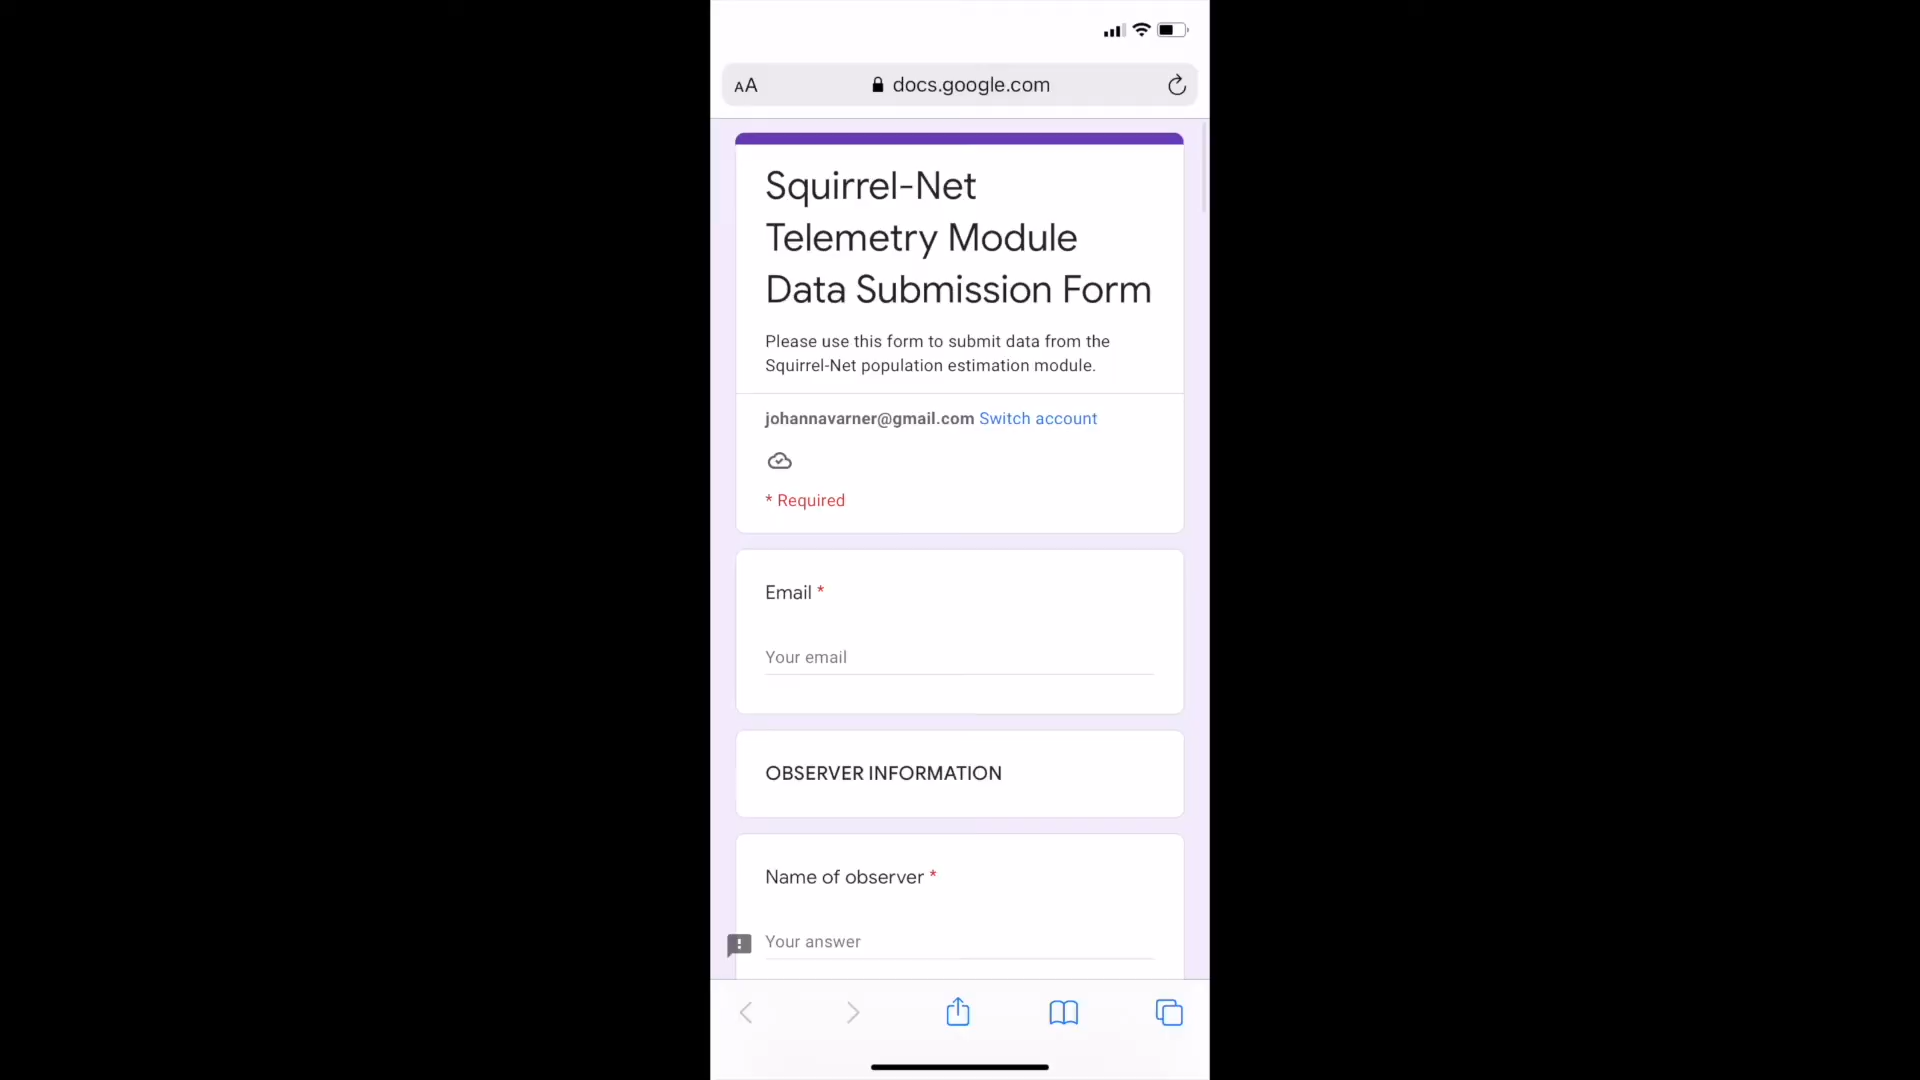 AA docs.google.com
Squirrel-Net
Telemetry Module
Data Submission Form
Please use this form to submit data from the
Squirrel-Net population estimation module.
johannavarner@gmail.com Switch account
* Required
Email *
Your email
OBSERVER INFORMATION
Name of observer *
Your answer